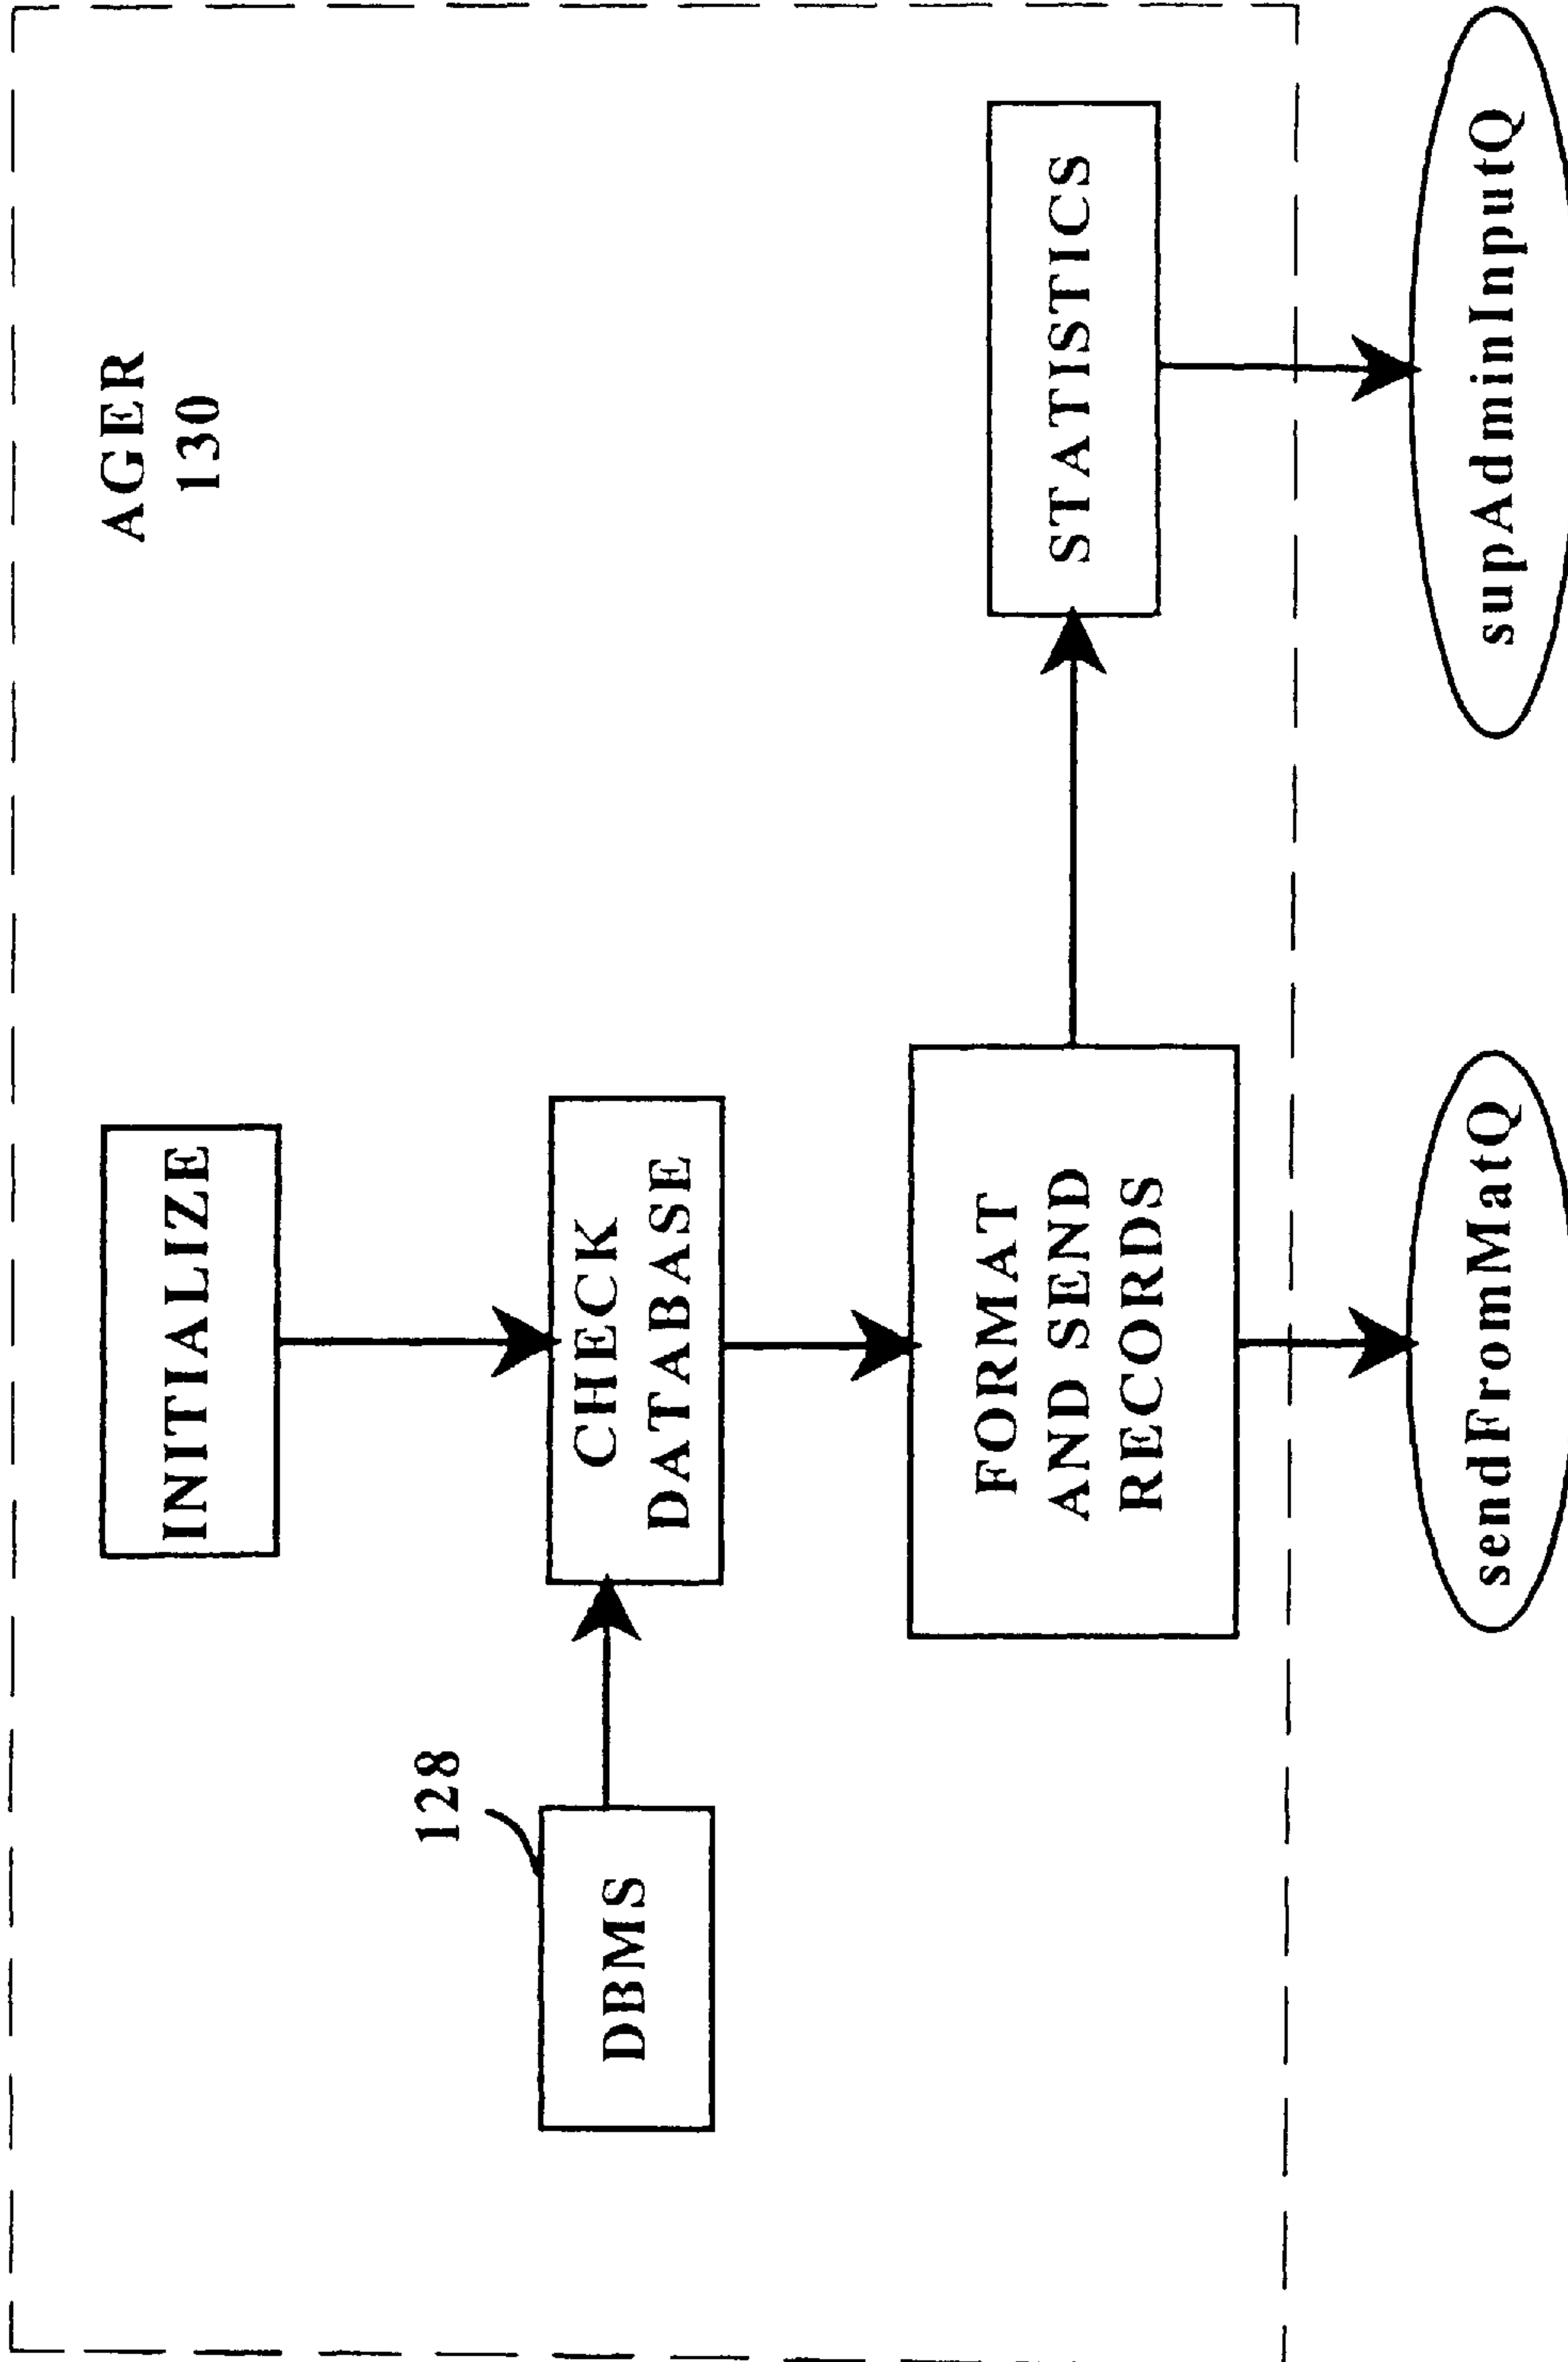 AGER
130
INITIALIZE
128
DBMS
CHECK
DATABASE
FORMAT
AND SEND
RECORDS
STATISTICS
sendFromMatQ
supAdminInputQ